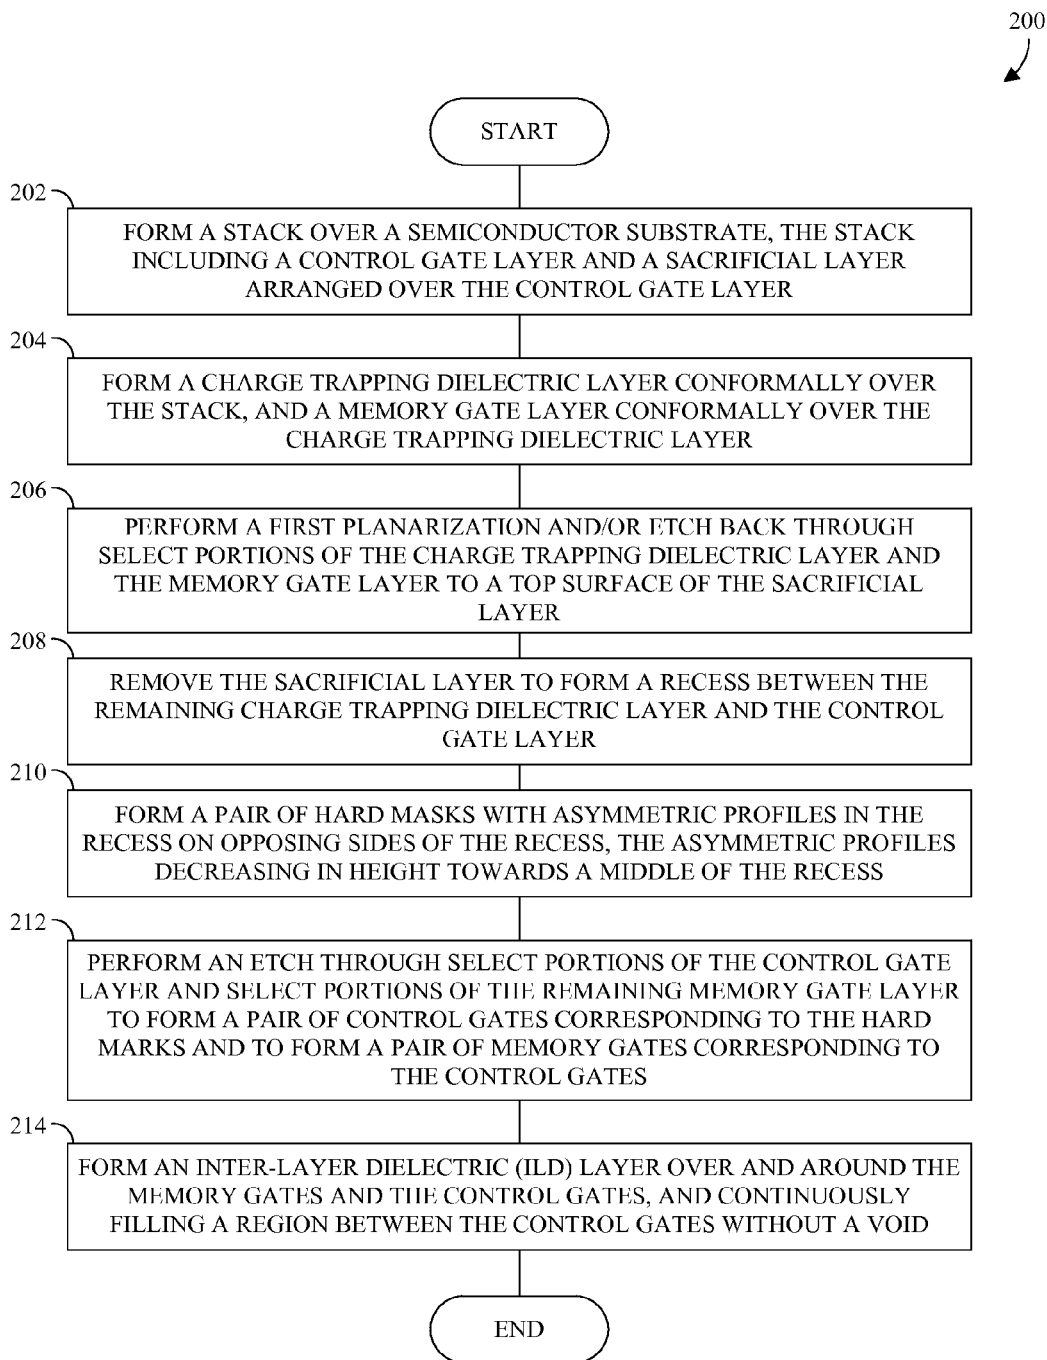 200
START
202
FORM A STACK OVER A SEMICONDUCTOR SUBSTRATE, THE STACK
INCLUDING A CONTROL GATE LAYER AND A SACRIFICIAL LAYER
ARRANGED OVER THE CONTROL GATE LAYER
204
FORM A CHARGE TRAPPING DIELECTRIC LAYER CONFORMALLY OVER
THE STACK, AND A MEMORY GATE LAYER CONFORMALLY OVER THE
CHARGE TRAPPING DIELECTRIC LAYER
206
PERFORM A FIRST PLANARIZATION AND/OR ETCH BACK THROUGH
SELECT PORTIONS OF THE CHARGE TRAPPING DIELECTRIC LAYER AND
THE MEMORY GATE LAYER TO A TOP SURFACE OF THE SACRIFICIAL
LAYER
208
REMOVE THE SACRIFICIAL LAYER TO FORM A RECESS BETWEEN THE
REMAINING CHARGE TRAPPING DIELECTRIC LAYER AND THE CONTROL
GATE LAYER
210
FORM A PAIR OF HARD MASKS WITH ASYMMETRIC PROFILES IN THE
RECESS ON OPPOSING SIDES OF THE RECESS, THE ASYMMETRIC PROFILES
DECREASING IN HEIGHT TOWARDS A MIDDLE OF THE RECESS
212
PERFORM AN ETCH THROUGH SELECT PORTIONS OF THE CONTROL GATE
LAYER AND SELECT PORTIONS OF THE REMAINING MEMORY GATE LAYER
TO FORM A PAIR OF CONTROL GATES CORRESPONDING TO THE HARD
MARKS AND TO FORM A PAIR OF MEMORY GATES CORRESPONDING TO
THE CONTROL GATES
214
FORM AN INTER-LAYER DIELECTRIC (ILD) LAYER OVER AND AROUND THE
MEMORY GATES AND THE CONTROL GATES, AND CONTINUOUSLY
FILLING A REGION BETWEEN THE CONTROL GATES WITHOUT A VOID
END